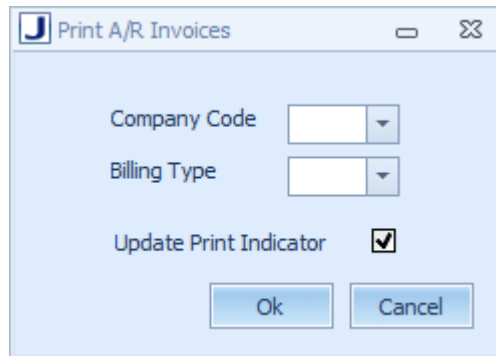 J Print A/R Invoices
Company Code
Billing Type
Update Print Indicator
Ok Cancel